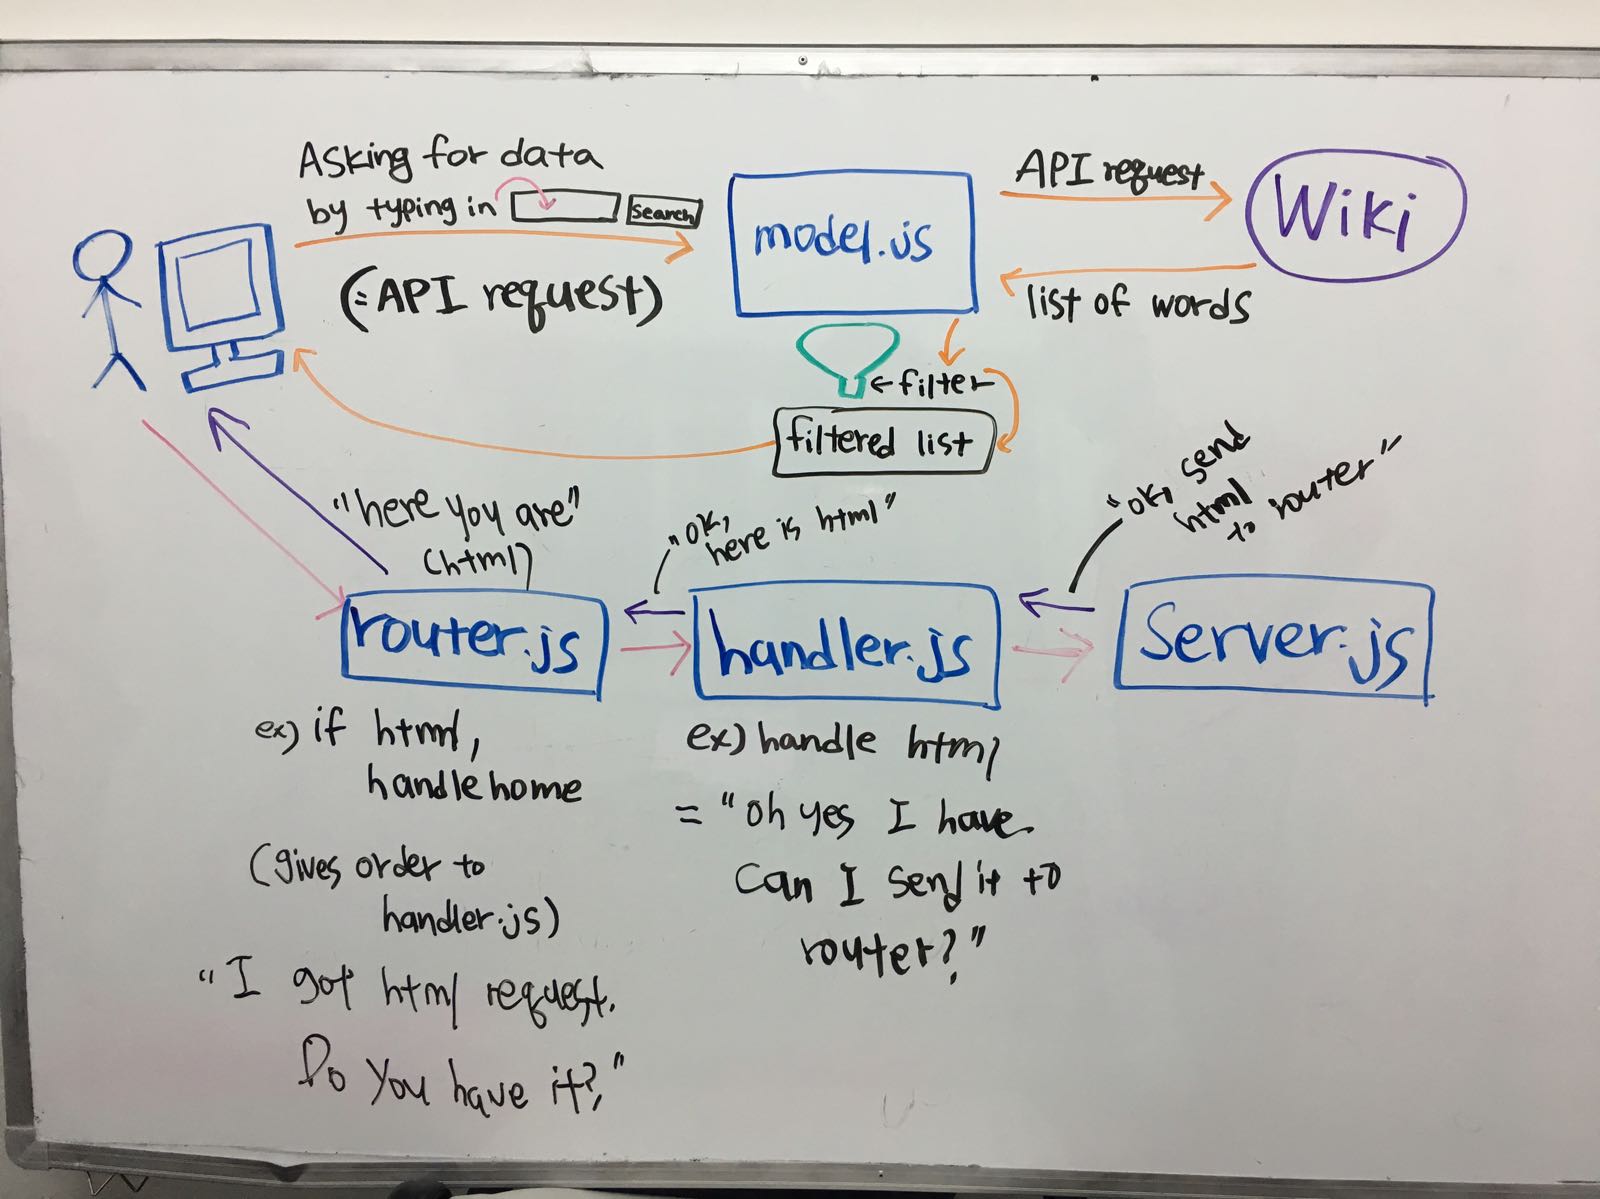 Asking for data
by typing in
Search
(=API request)
model.js
API request
Wiki
list of words
←filter
filtered list
"here you are"
(html)
"ok,
here is html"
"ok, send
html
to router"
router.js
handler.js
Server.js
ex) if html,
handlehome
(gives order to
handler.js)
"I got html request.
Do you have it?"
ex) handle html
= "oh yes I have.
Can I send it to
router?"